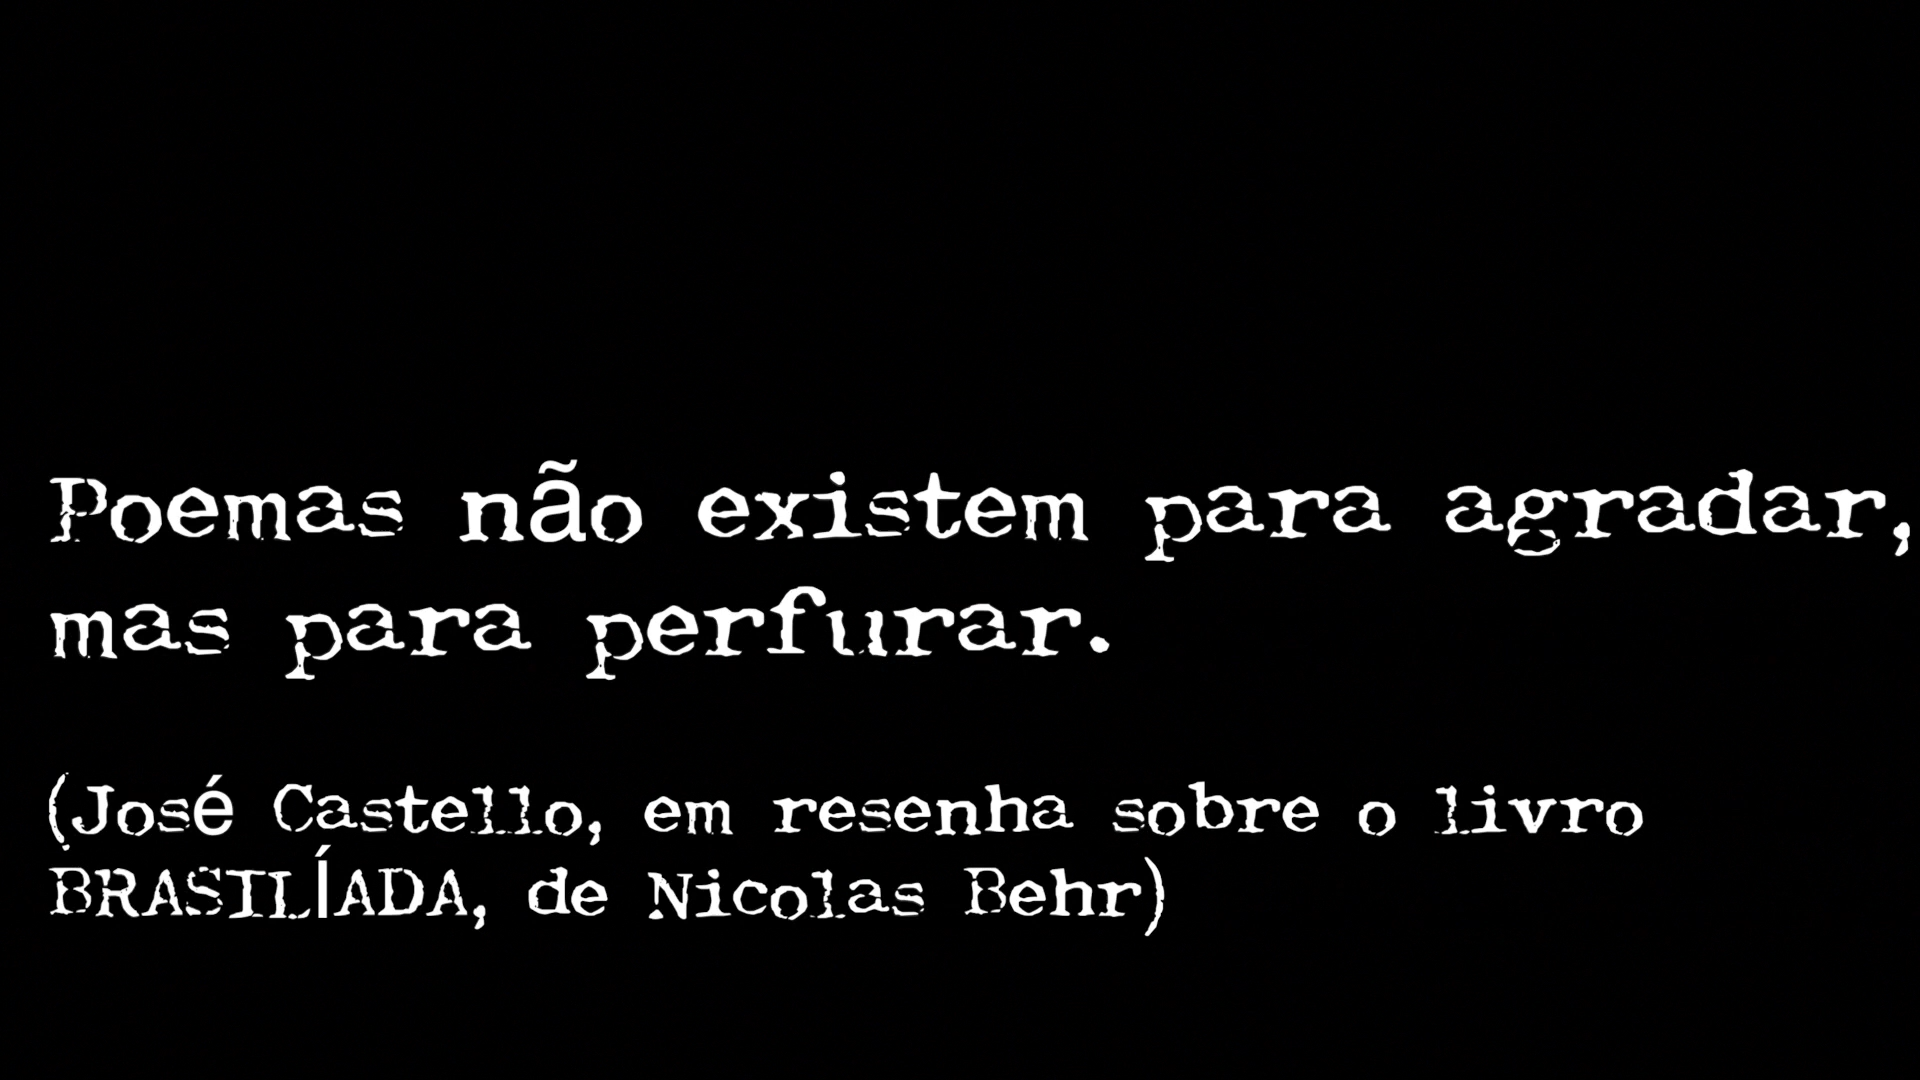 Poemas não existem para agradar,
mas para perfurar.
(José Castello, em resenha sobre o livro
BRASILÍADA, de Nicolas Behr)